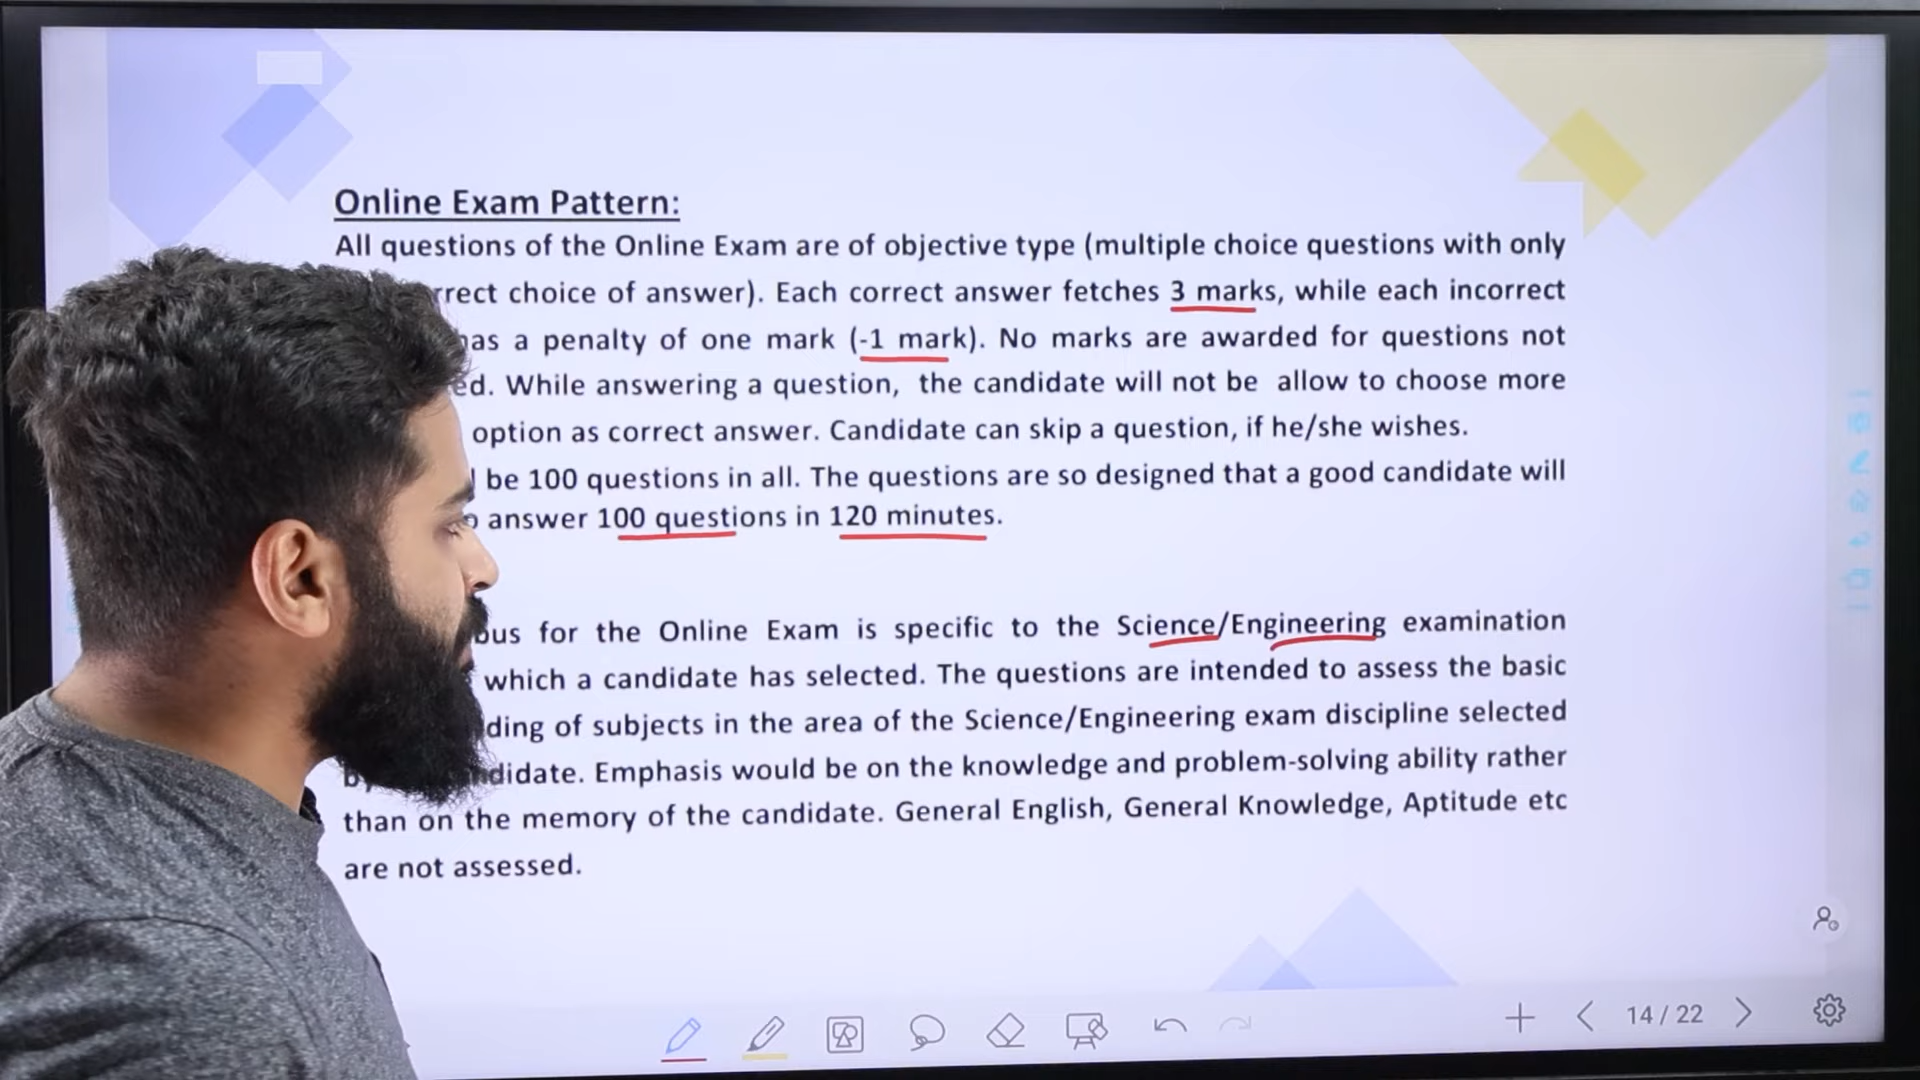 Online Exam Pattern:
All questions of the Online Exam are of objective type (multiple choice questions with only
rrect choice of answer). Each correct answer fetches 3 marks, while each incorrect
has a penalty of one mark (-1 mark). No marks are awarded for questions not
ed. While answering a question, the candidate will not be allow to choose more
option as correct answer. Candidate can skip a question, if he/she wishes.
be 100 questions in all. The questions are so designed that a good candidate will
answer 100 questions in 120 minutes.
bus for the Online Exam is specific to the Science/Engineering examination
which a candidate has selected. The questions are intended to assess the basic
ding of subjects in the area of the Science/Engineering exam discipline selected
didate. Emphasis would be on the knowledge and problem-solving ability rather
than on the memory of the candidate. General English, General Knowledge, Aptitude etc
are not assessed.
14 / 22